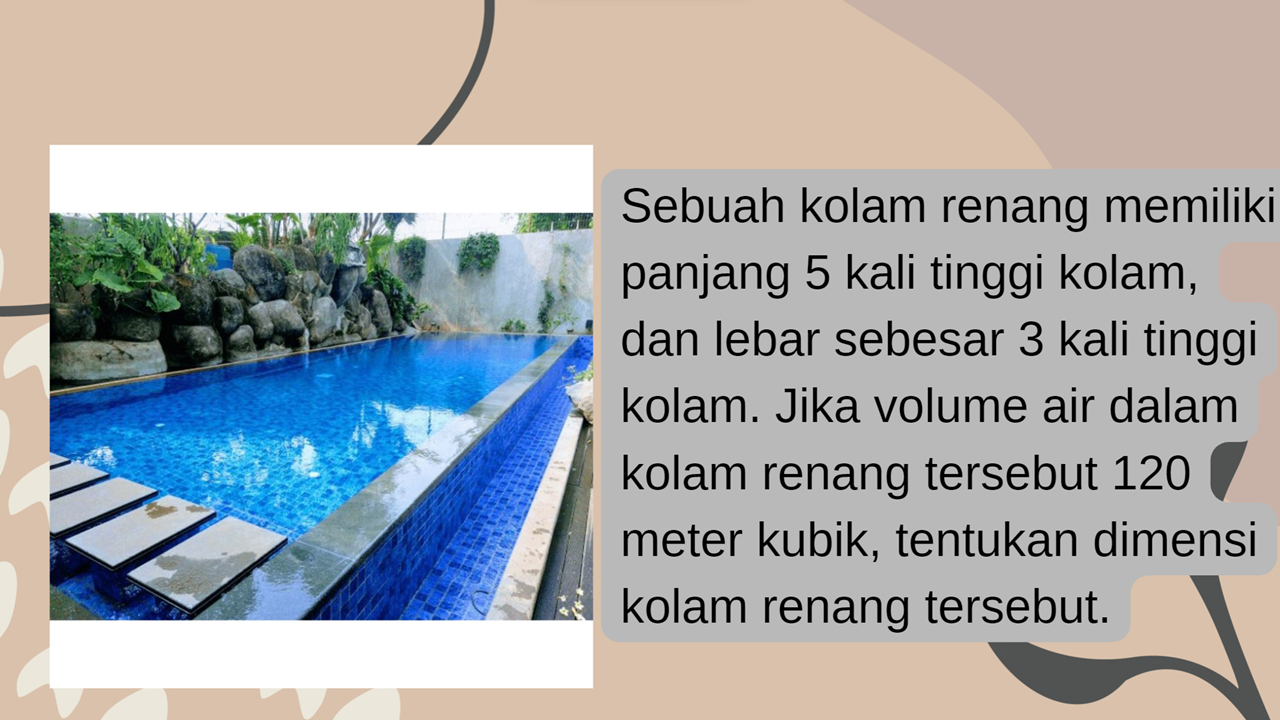 Sebuah kolam renang memiliki
panjang 5 kali tinggi kolam,
dan lebar sebesar 3 kali tinggi
kolam. Jika volume air dalam
kolam renang tersebut 120
meter kubik, tentukan dimensi
kolam renang tersebut.